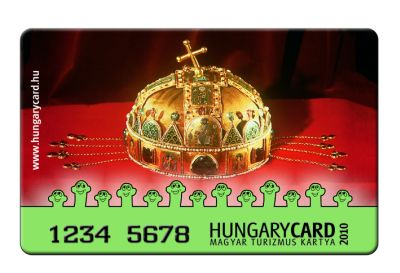 www.hungarycard.hu
1234 5678
HUNGARYCARD
MAGYAR TURIZMUS KÁRTYA
2010